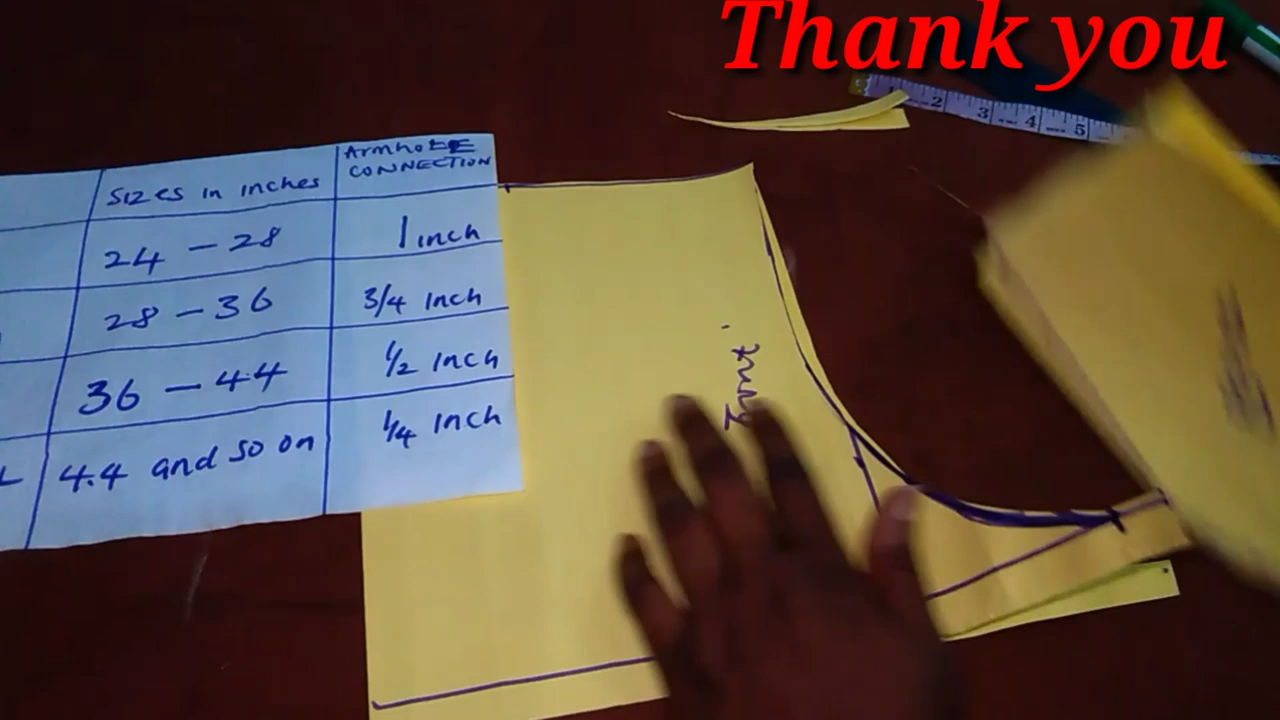 Thank you
SIZES in inches
ArmhoLE
CONNECTION
24 - 28
1 inch
28 - 36
3/4 inch
36 - 44
1/2 inch
44 and so on
1/4 inch
Front
2 3 4 5